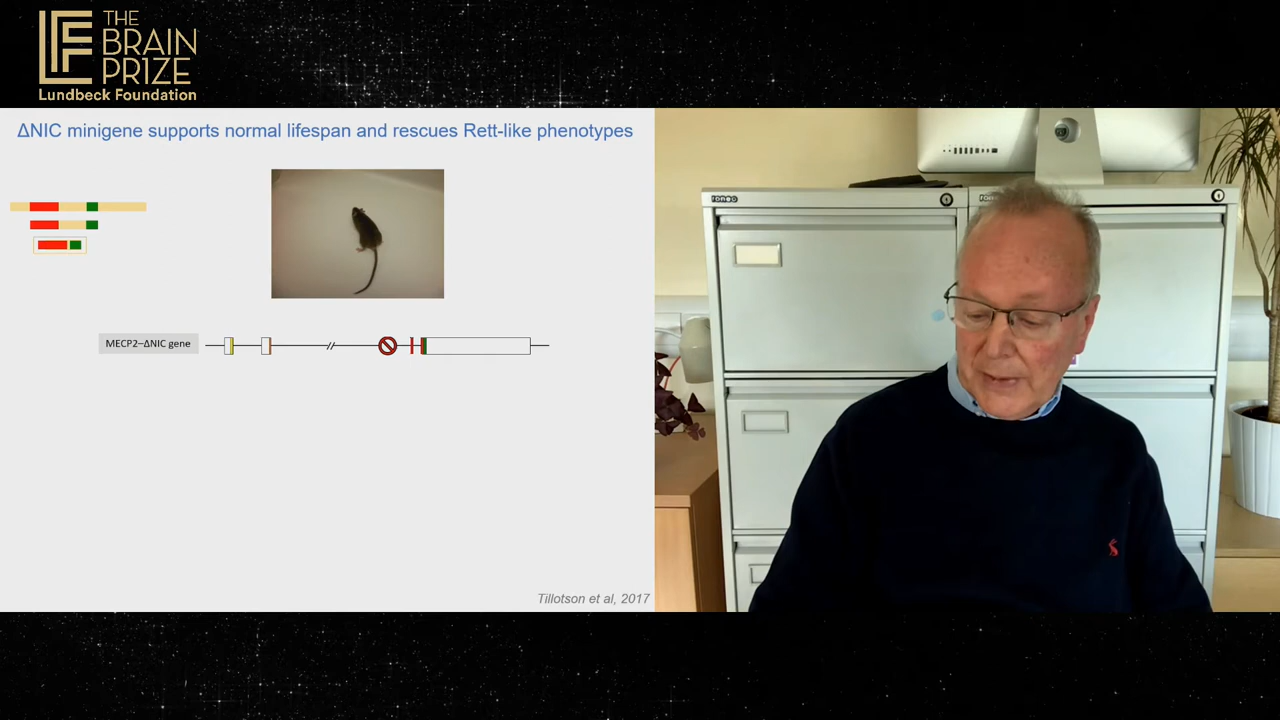 THE
BRAIN
PRIZE
Lundbeck Foundation
ΔNIC minigene supports normal lifespan and rescues Rett-like phenotypes
MECP2–ΔNIC gene
Tillotson et al, 2017
ronoo